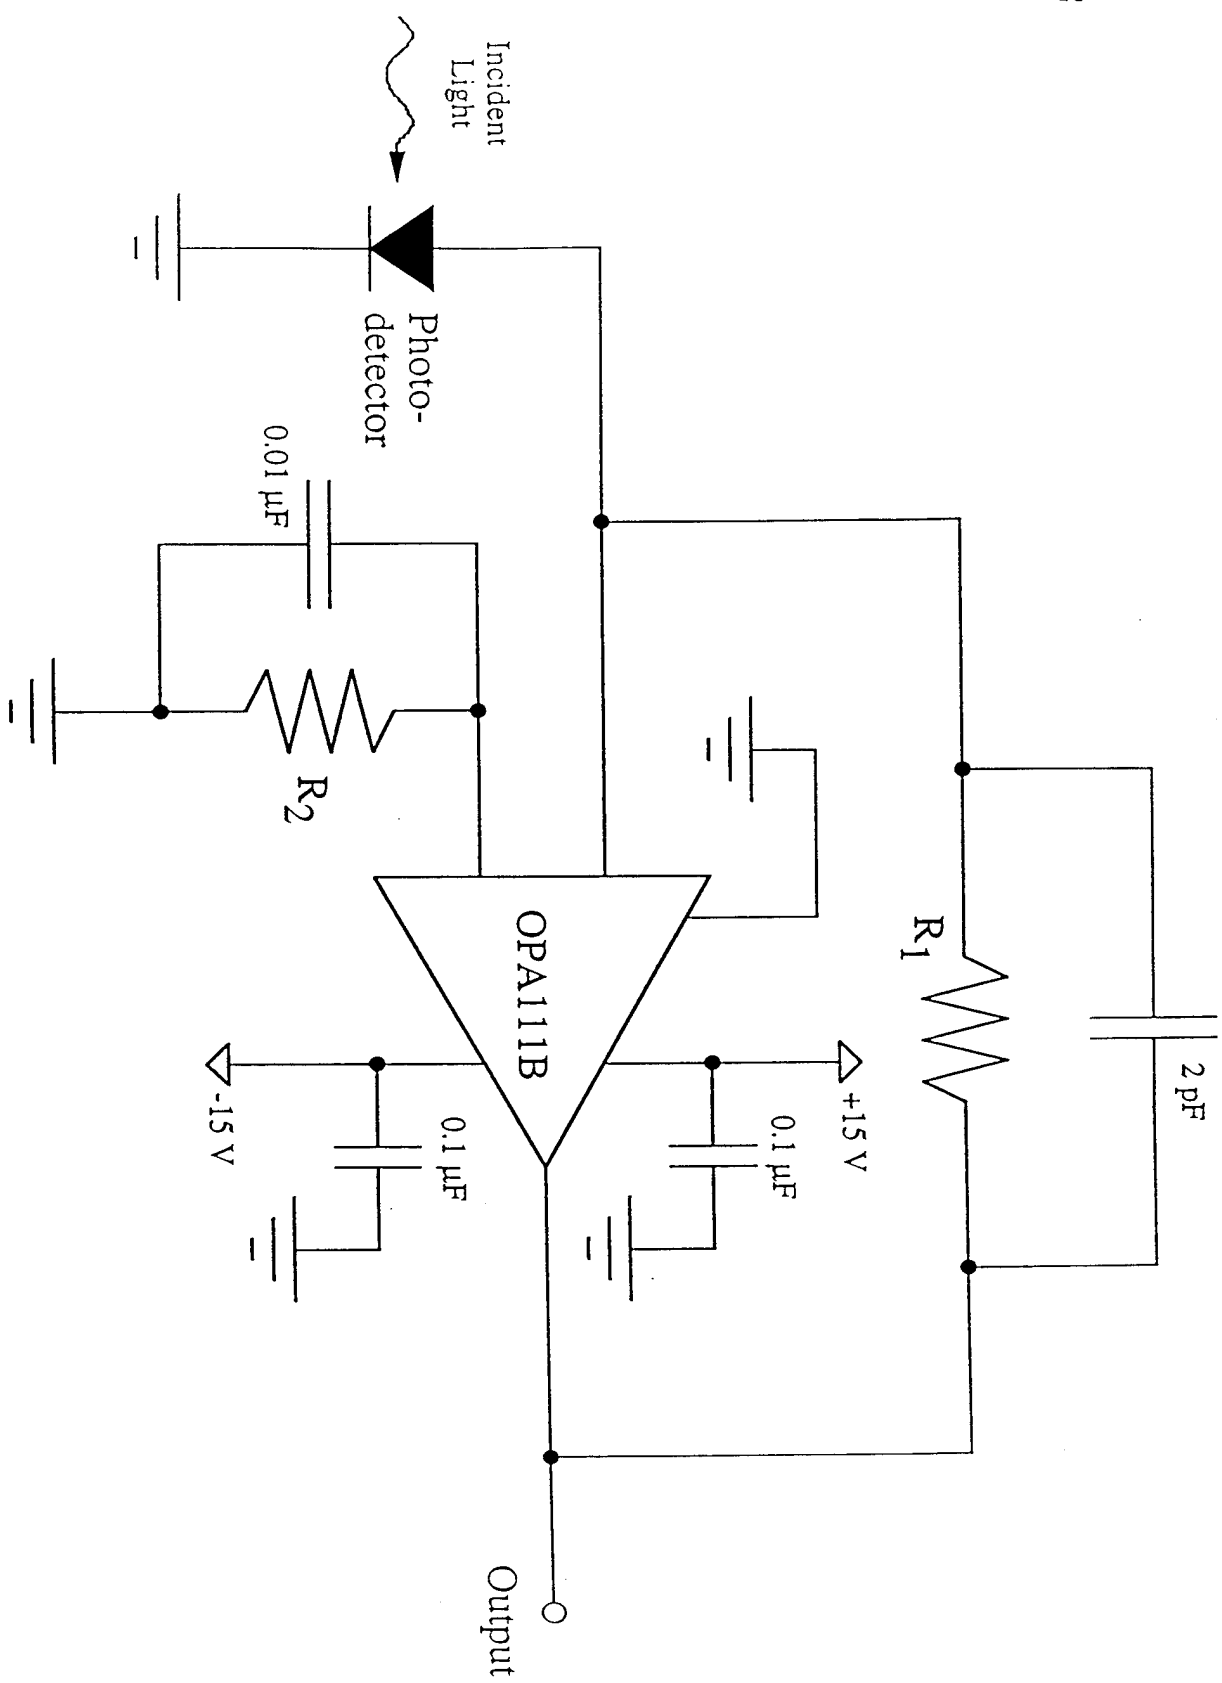 Incident
Light
Photo-
detector
0.01 µF
R2
R1
2 pF
OPA111B
+15 V
0.1 µF
-15 V
0.1 µF
Output